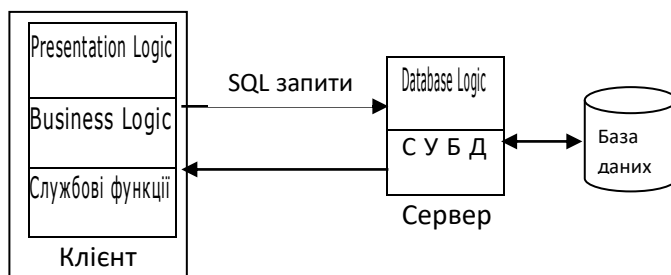 Presentation Logic
Business Logic
Службові функції
Клієнт
SQL запити
Database Logic
С У Б Д
Сервер
База
даних